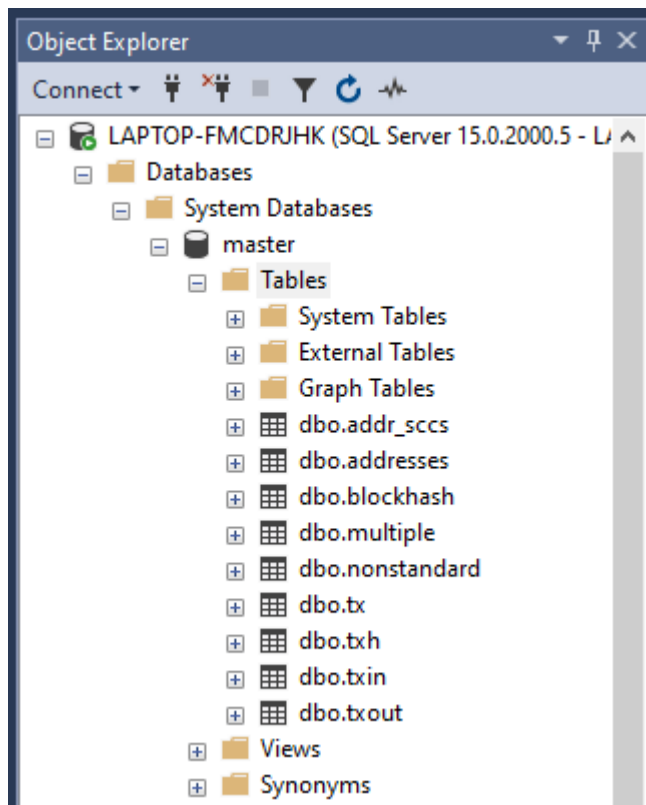 Object Explorer
Connect
LAPTOP-FMCDRJHK (SQL Server 15.0.2000.5 - LA
Databases
System Databases
master
Tables
System Tables
External Tables
Graph Tables
dbo.addr_sccs
dbo.addresses
dbo.blockhash
dbo.multiple
dbo.nonstandard
dbo.tx
dbo.txh
dbo.txin
dbo.txout
Views
Synonyms